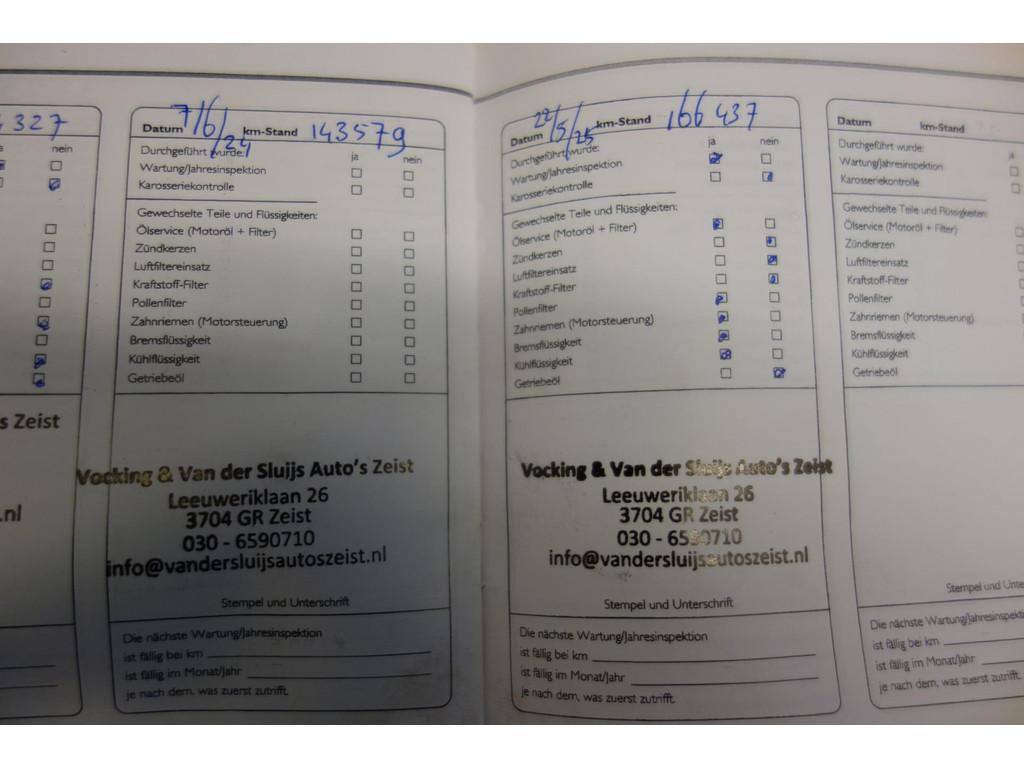 327
nein
s Zeist
.nl
Datum 7/6/24 km-Stand 143579
Durchgeführt wurde:
ja nein
Wartung/Jahresinspektion
Karosseriekontrolle
Gewechselte Teile und Flüssigkeiten:
Ölservice (Motoröl + Filter)
Zündkerzen
Luftfiltereinsatz
Kraftstoff-Filter
Pollenfilter
Zahnriemen (Motorsteuerung)
Bremsflüssigkeit
Kühlflüssigkeit
Getriebeöl
Vocking & Van der Sluijs Auto's Zeist
Leeuweriklaan 26
3704 GR Zeist
030 - 6590710
info@vandersluijsautoszeist.nl
Stempel und Unterschrift
Die nächste Wartung/Jahresinspektion
ist fällig bei km
ist fällig im Monat/Jahr
je nach dem, was zuerst zutrifft.
Datum 22/5/25 km-Stand 166437
Durchgeführt wurde:
ja nein
Wartung/Jahresinspektion
Karosseriekontrolle
Gewechselte Teile und Flüssigkeiten:
Ölservice (Motoröl + Filter)
Zündkerzen
Luftfiltereinsatz
Kraftstoff-Filter
Pollenfilter
Zahnriemen (Motorsteuerung)
Bremsflüssigkeit
Kühlflüssigkeit
Getriebeöl
Vocking & Van der Sluijs Auto's Zeist
Leeuweriklaan 26
3704 GR Zeist
030 - 6590710
info@vandersluijsautoszeist.nl
Stempel und Unterschrift
Die nächste Wartung/Jahresinspektion
ist fällig bei km
ist fällig im Monat/Jahr
je nach dem, was zuerst zutrifft.
Datum km-Stand
Durchgeführt wurde:
ja
Wartung/Jahresinspektion
Karosseriekontrolle
Gewechselte Teile und Flüssigkeiten:
Ölservice (Motoröl + Filter)
Zündkerzen
Luftfiltereinsatz
Kraftstoff-Filter
Pollenfilter
Zahnriemen (Motorsteuerung)
Bremsflüssigkeit
Kühlflüssigkeit
Getriebeöl
Stempel und Unte
Die nächste Wartung/Jahresinspektion
ist fällig bei km
ist fällig im Monat/Jahr
je nach dem, was zuerst zutrifft.